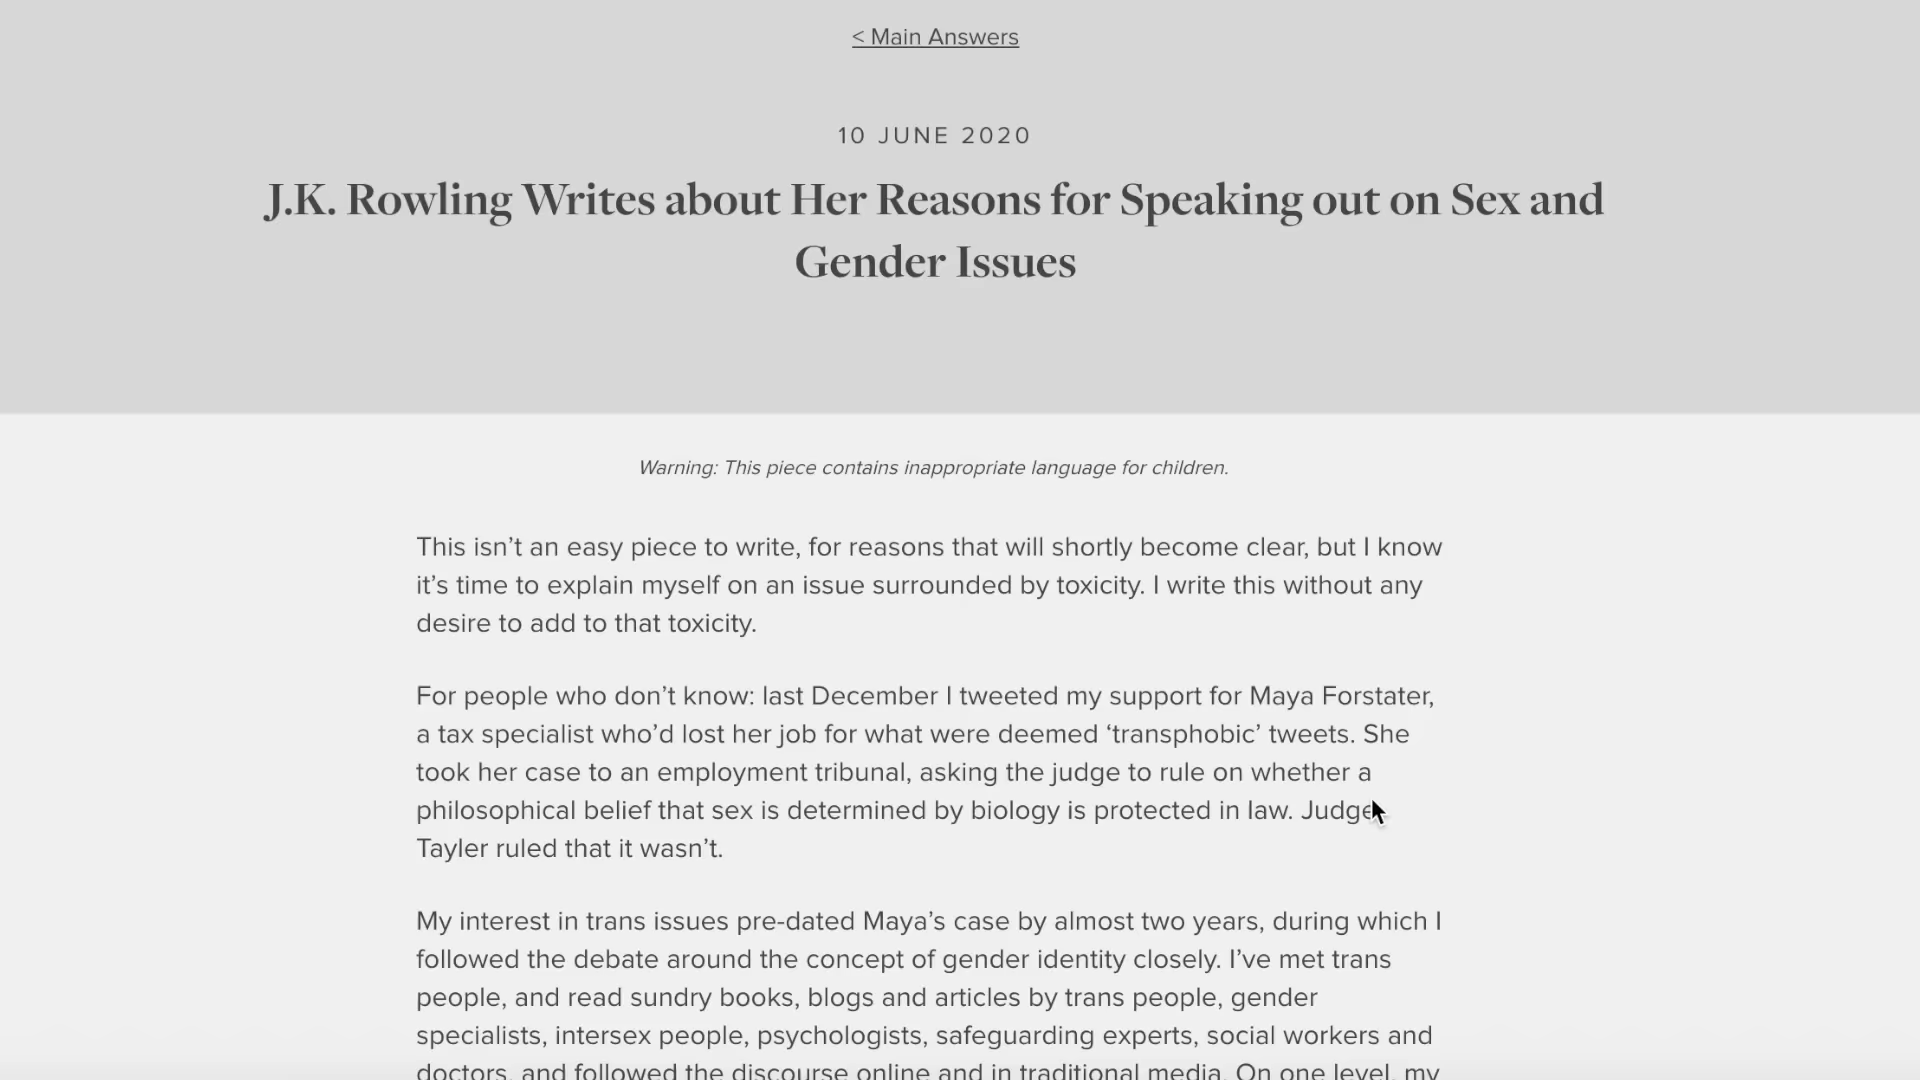 < Main Answers
10 JUNE 2020
J.K. Rowling Writes about Her Reasons for Speaking out on Sex and
Gender Issues
Warning: This piece contains inappropriate language for children.
This isn’t an easy piece to write, for reasons that will shortly become clear, but I know
it’s time to explain myself on an issue surrounded by toxicity. I write this without any
desire to add to that toxicity.
For people who don’t know: last December I tweeted my support for Maya Forstater,
a tax specialist who’d lost her job for what were deemed ‘transphobic’ tweets. She
took her case to an employment tribunal, asking the judge to rule on whether a
philosophical belief that sex is determined by biology is protected in law. Judge
Tayler ruled that it wasn’t.
My interest in trans issues pre-dated Maya’s case by almost two years, during which I
followed the debate around the concept of gender identity closely. I’ve met trans
people, and read sundry books, blogs and articles by trans people, gender
specialists, intersex people, psychologists, safeguarding experts, social workers and
doctors, and followed the discourse online and in traditional media. On one level, my